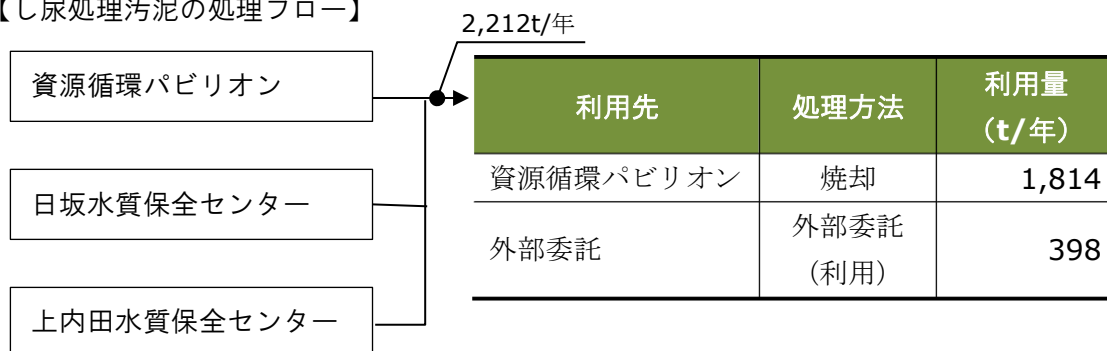 【し尿処理汚泥の処理フロー】
2,212t/年
資源循環パビリオン
日坂水質保全センター
上内田水質保全センター
利用先 処理方法 利用量
（t/年）
資源循環パビリオン 焼却 1,814
外部委託 外部委託 398
（利用）